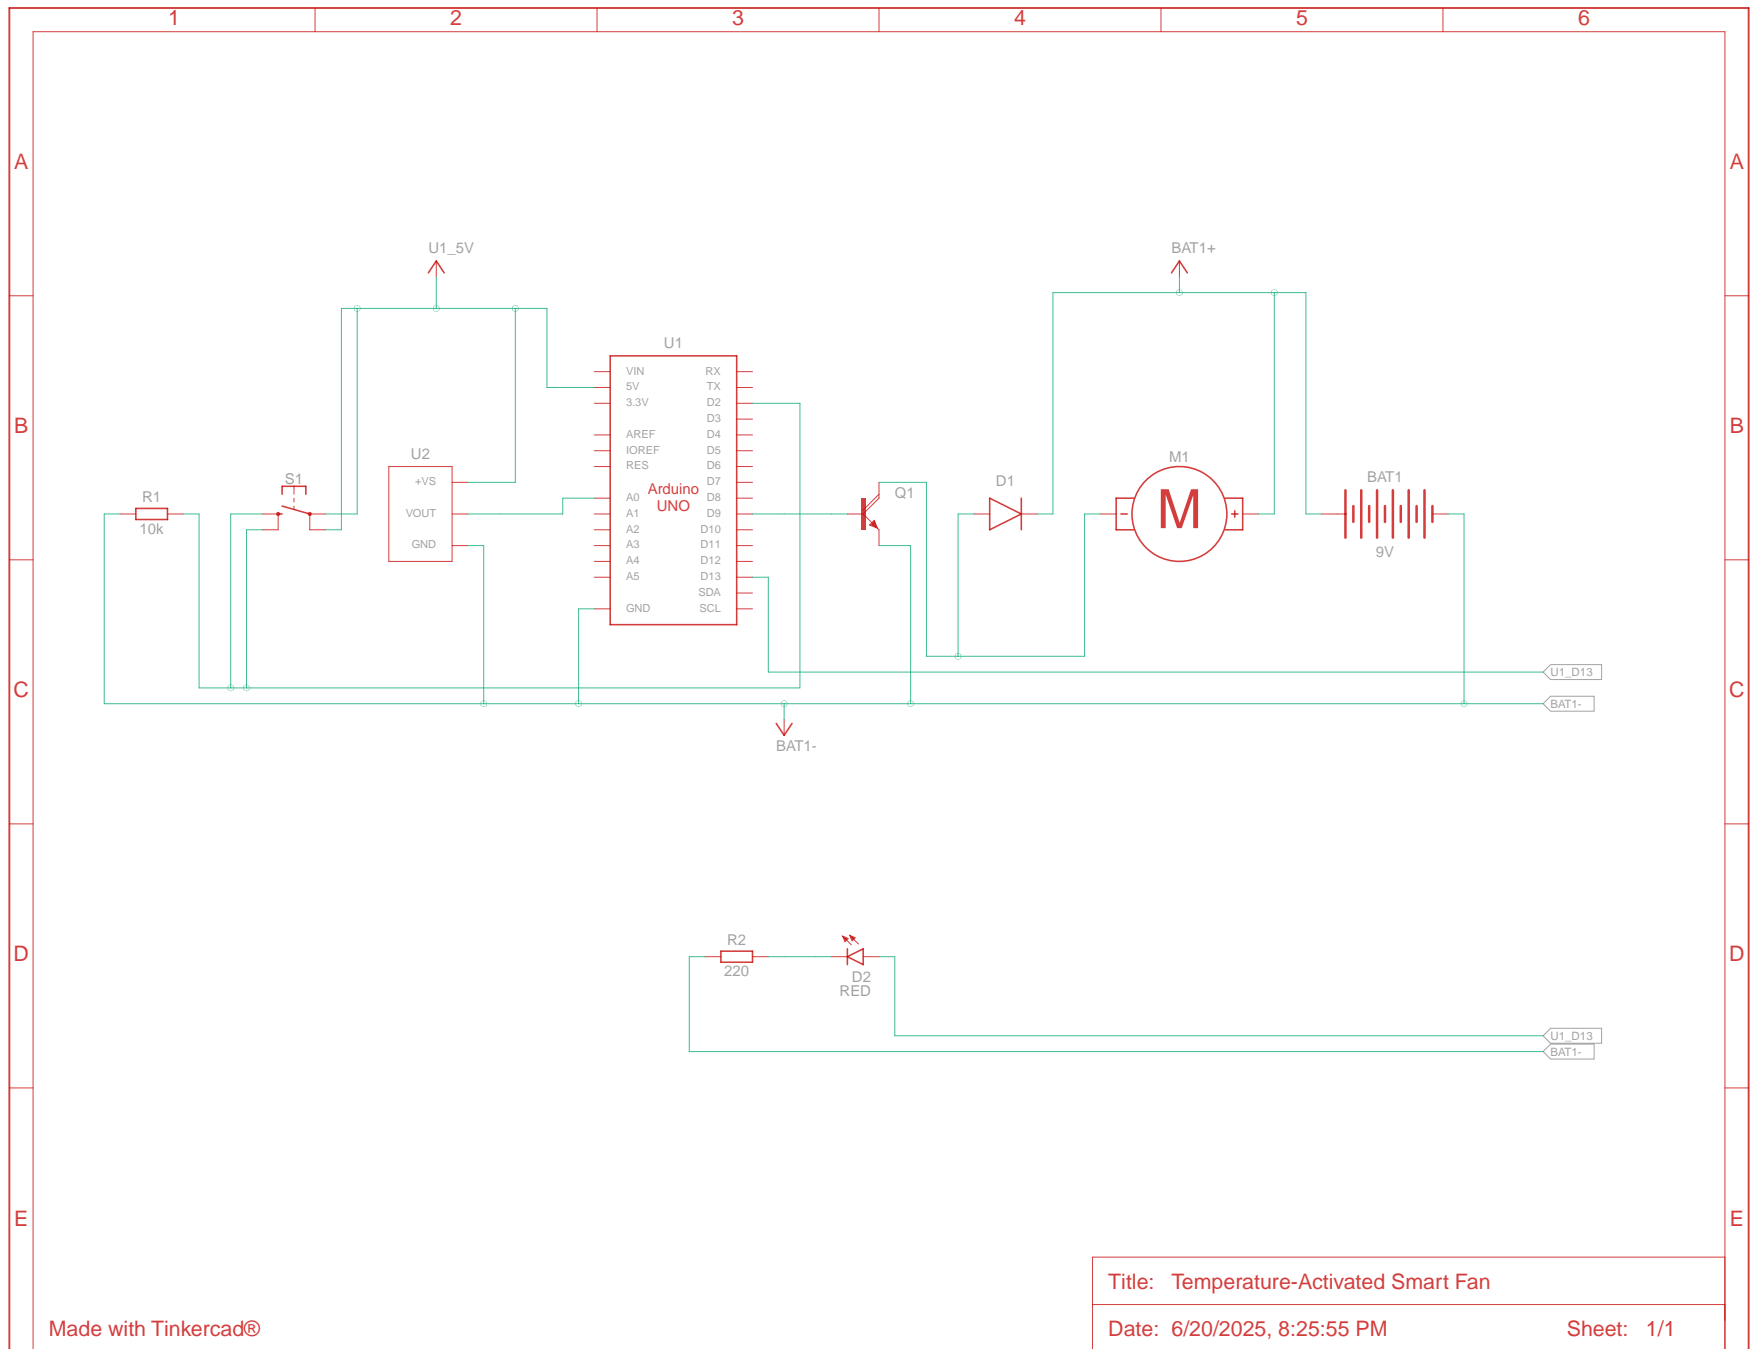 1 2 3 4 5 6
A A
U1_5V BAT1+
U1
VIN RX
5V TX
3.3V D2
D3
B B
AREF D4
IOREF D5
RES D6
U2 M1
+VS D7
S1 D1 BAT1
Arduino
UNO
A0 D8
Q1
R1
VOUT A1 D9 M - +
10k
A2 D10
GND A3 D11
9V
A4 D12
A5 D13
SDA
GND SCL
U1_D13
C C
BAT1-
BAT1-
R2
D D
220 D2
RED
U1_D13
BAT1-
E E
Title: Temperature-Activated Smart Fan
Made with Tinkercad®
Date: 6/20/2025, 8:25:55 PM Sheet: 1/1